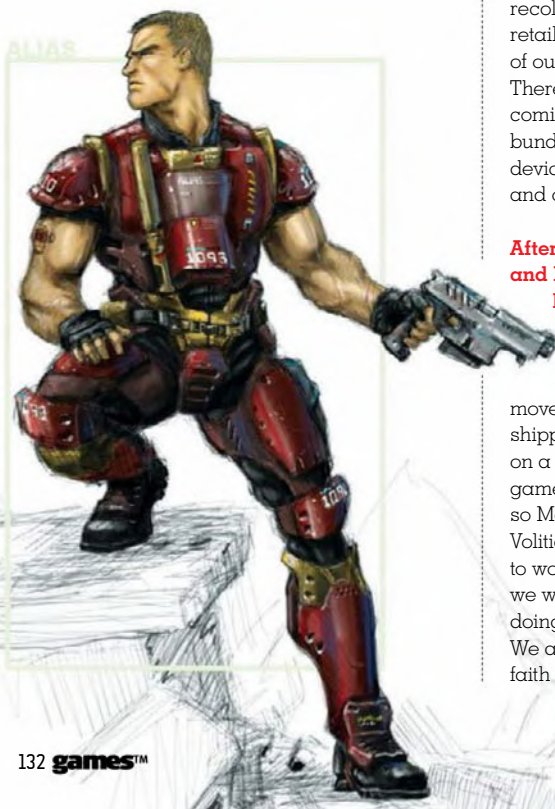 ALIAS
1093
recol
retail
of ou
There
comi
bund
devic
and c
After
and
move
shipp
on a
game
so M
Voliti
to wo
we w
doing
We a
faith
132 games™